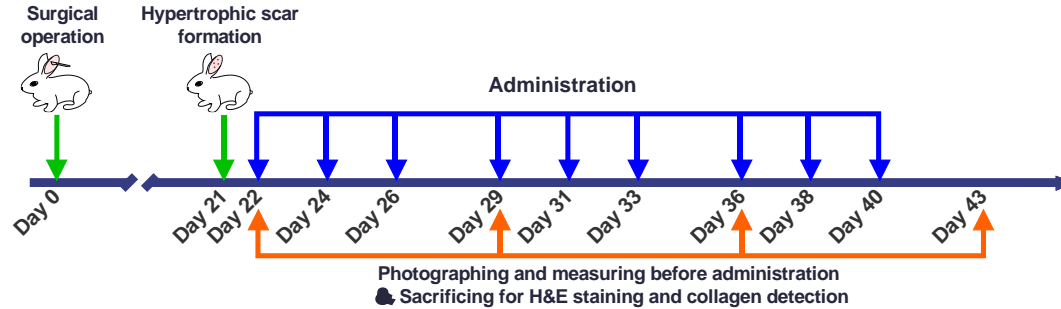 Surgical
operation
Hypertrophic scar
formation
Administration
Day 0
Day 21
Day 22
Day 24
Day 26
Day 29
Day 31
Day 33
Day 36
Day 38
Day 40
Day 43
Photographing and measuring before administration
Sacrificing for H&E staining and collagen detection